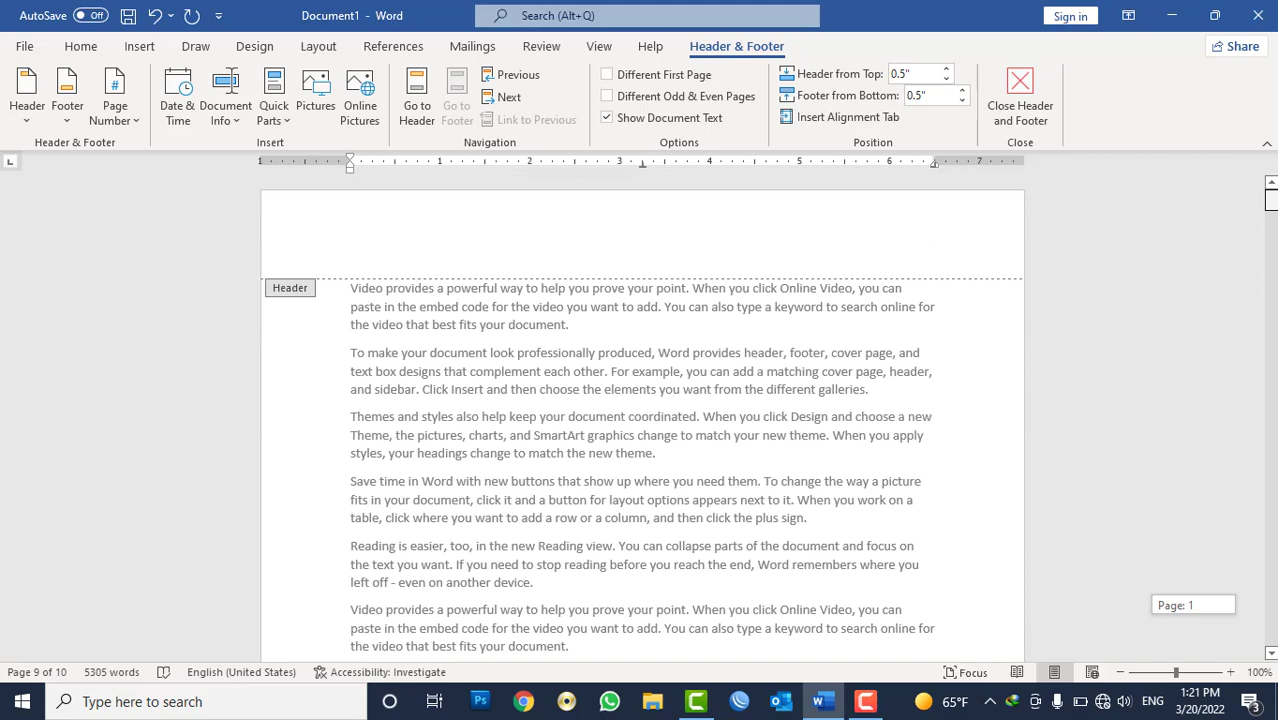 AutoSave Off Document1 - Word Search (Alt+Q) Sign in
File Home Insert Draw Design Layout References Mailings Review View Help Header & Footer Share
Header Footer Page Number Date & Time Document Info Quick Parts Pictures Online Pictures Go to Header Go to Footer
Previous
Next
Link to Previous
Different First Page
Different Odd & Even Pages
Show Document Text
Header from Top: 0.5"
Footer from Bottom: 0.5"
Insert Alignment Tab
Close Header and Footer
Header & Footer Insert Navigation Options Position Close
1 1 2 3 4 5 6 7
Header
Video provides a powerful way to help you prove your point. When you click Online Video, you can
paste in the embed code for the video you want to add. You can also type a keyword to search online for
the video that best fits your document.
To make your document look professionally produced, Word provides header, footer, cover page, and
text box designs that complement each other. For example, you can add a matching cover page, header,
and sidebar. Click Insert and then choose the elements you want from the different galleries.
Themes and styles also help keep your document coordinated. When you click Design and choose a new
Theme, the pictures, charts, and SmartArt graphics change to match your new theme. When you apply
styles, your headings change to match the new theme.
Save time in Word with new buttons that show up where you need them. To change the way a picture
fits in your document, click it and a button for layout options appears next to it. When you work on a
table, click where you want to add a row or a column, and then click the plus sign.
Reading is easier, too, in the new Reading view. You can collapse parts of the document and focus on
the text you want. If you need to stop reading before you reach the end, Word remembers where you
left off - even on another device.
Video provides a powerful way to help you prove your point. When you click Online Video, you can
paste in the embed code for the video you want to add. You can also type a keyword to search online for
the video that best fits your document.
Page: 1
Page 9 of 10 5305 words English (United States) Accessibility: Investigate Focus 100%
Type here to search Ps 65°F ENG 1:21 PM
3/20/2022 3